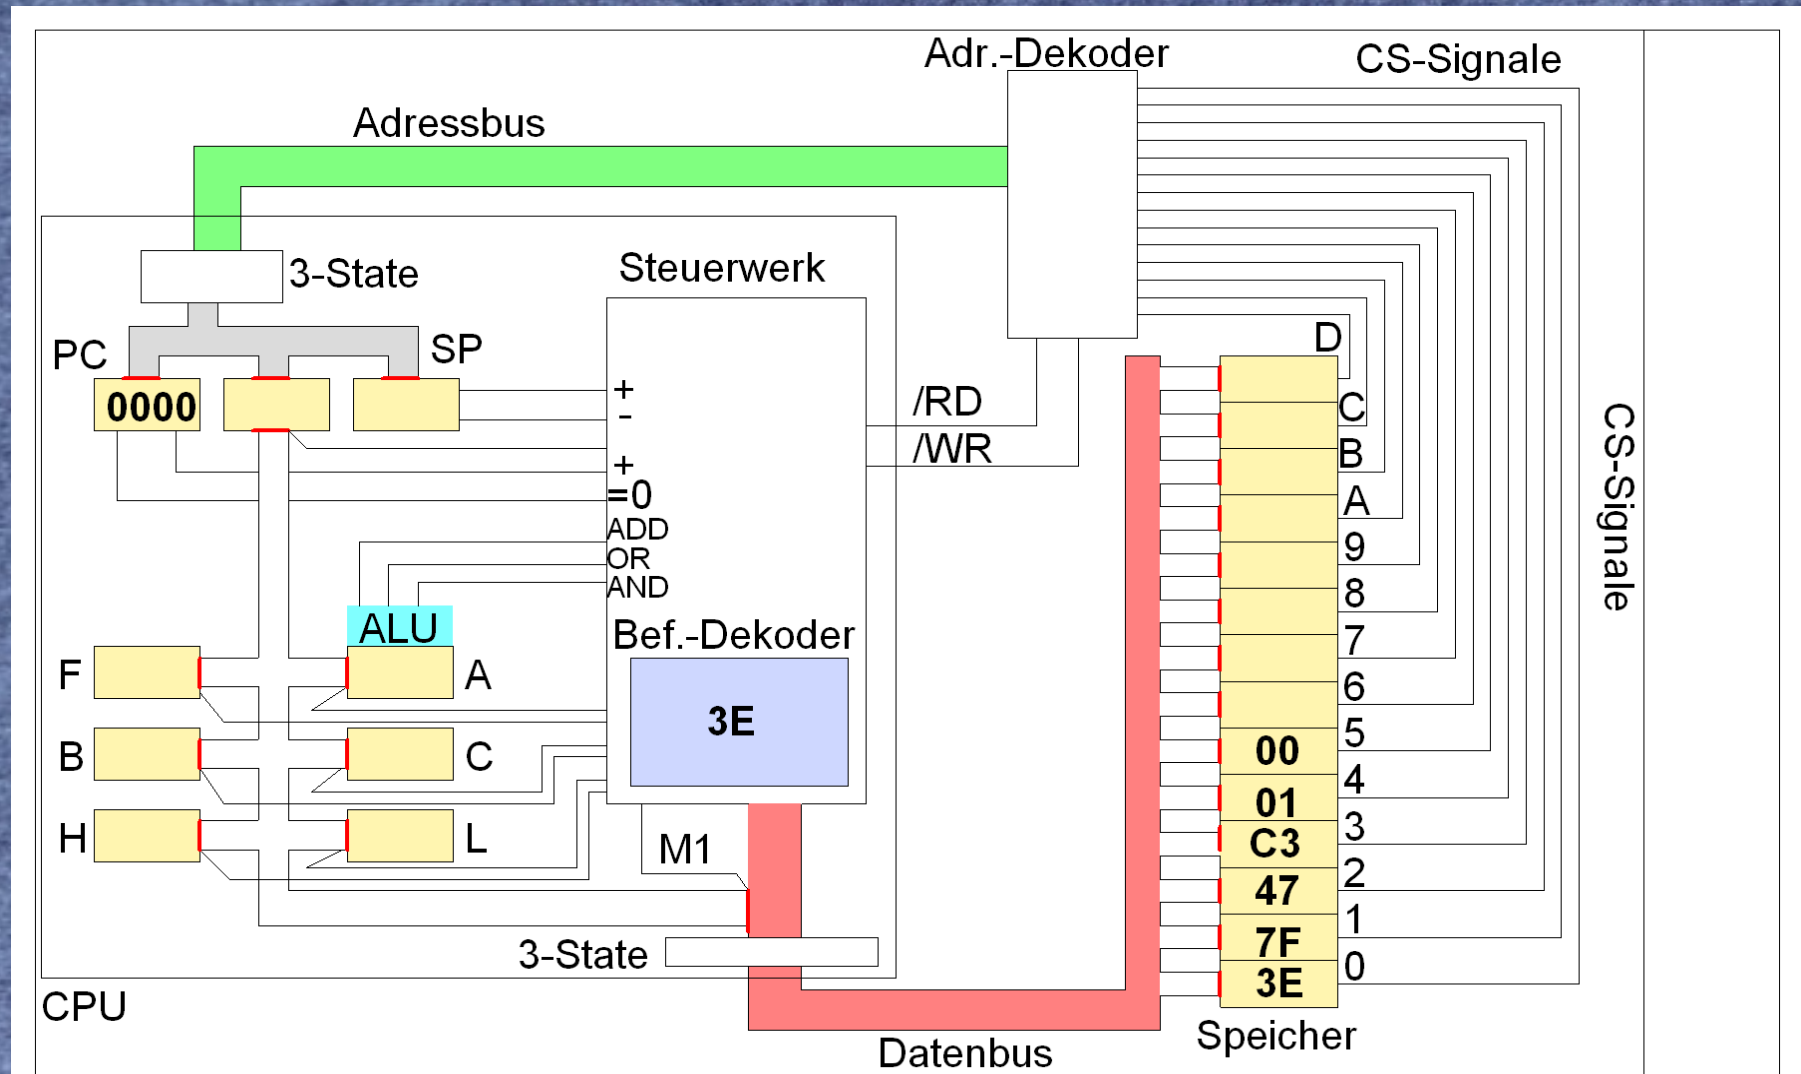 Adr.-Dekoder
CS-Signale
Adressbus
3-State
Steuerwerk
PC
SP
0000
+
-
+
=0
ADD
OR
AND
/RD
/WR
ALU
Bef.-Dekoder
3E
F
A
B
C
H
L
M1
3-State
CPU
Datenbus
D
C
B
A
9
8
7
6
5
00
4
01
3
C3
2
47
1
7F
0
3E
Speicher
CS-Signale